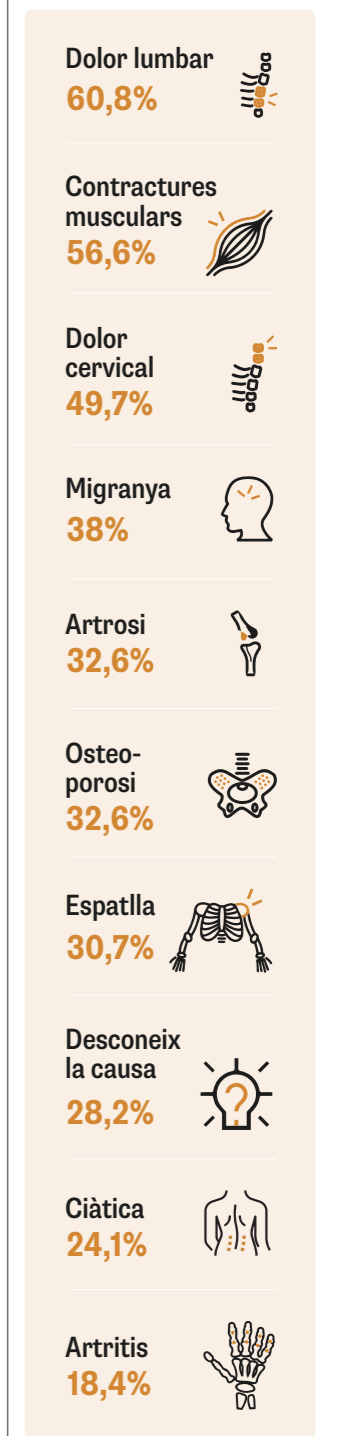 Dolor lumbar
60,8%
Contractures
musculars
56,6%
Dolor
cervical
49,7%
Migranya
38%
Artrosi
32,6%
Osteo-
porosi
32,6%
Espatlla
30,7%
Desconeix
la causa
28,2%
?
Ciàtica
24,1%
Artritis
18,4%